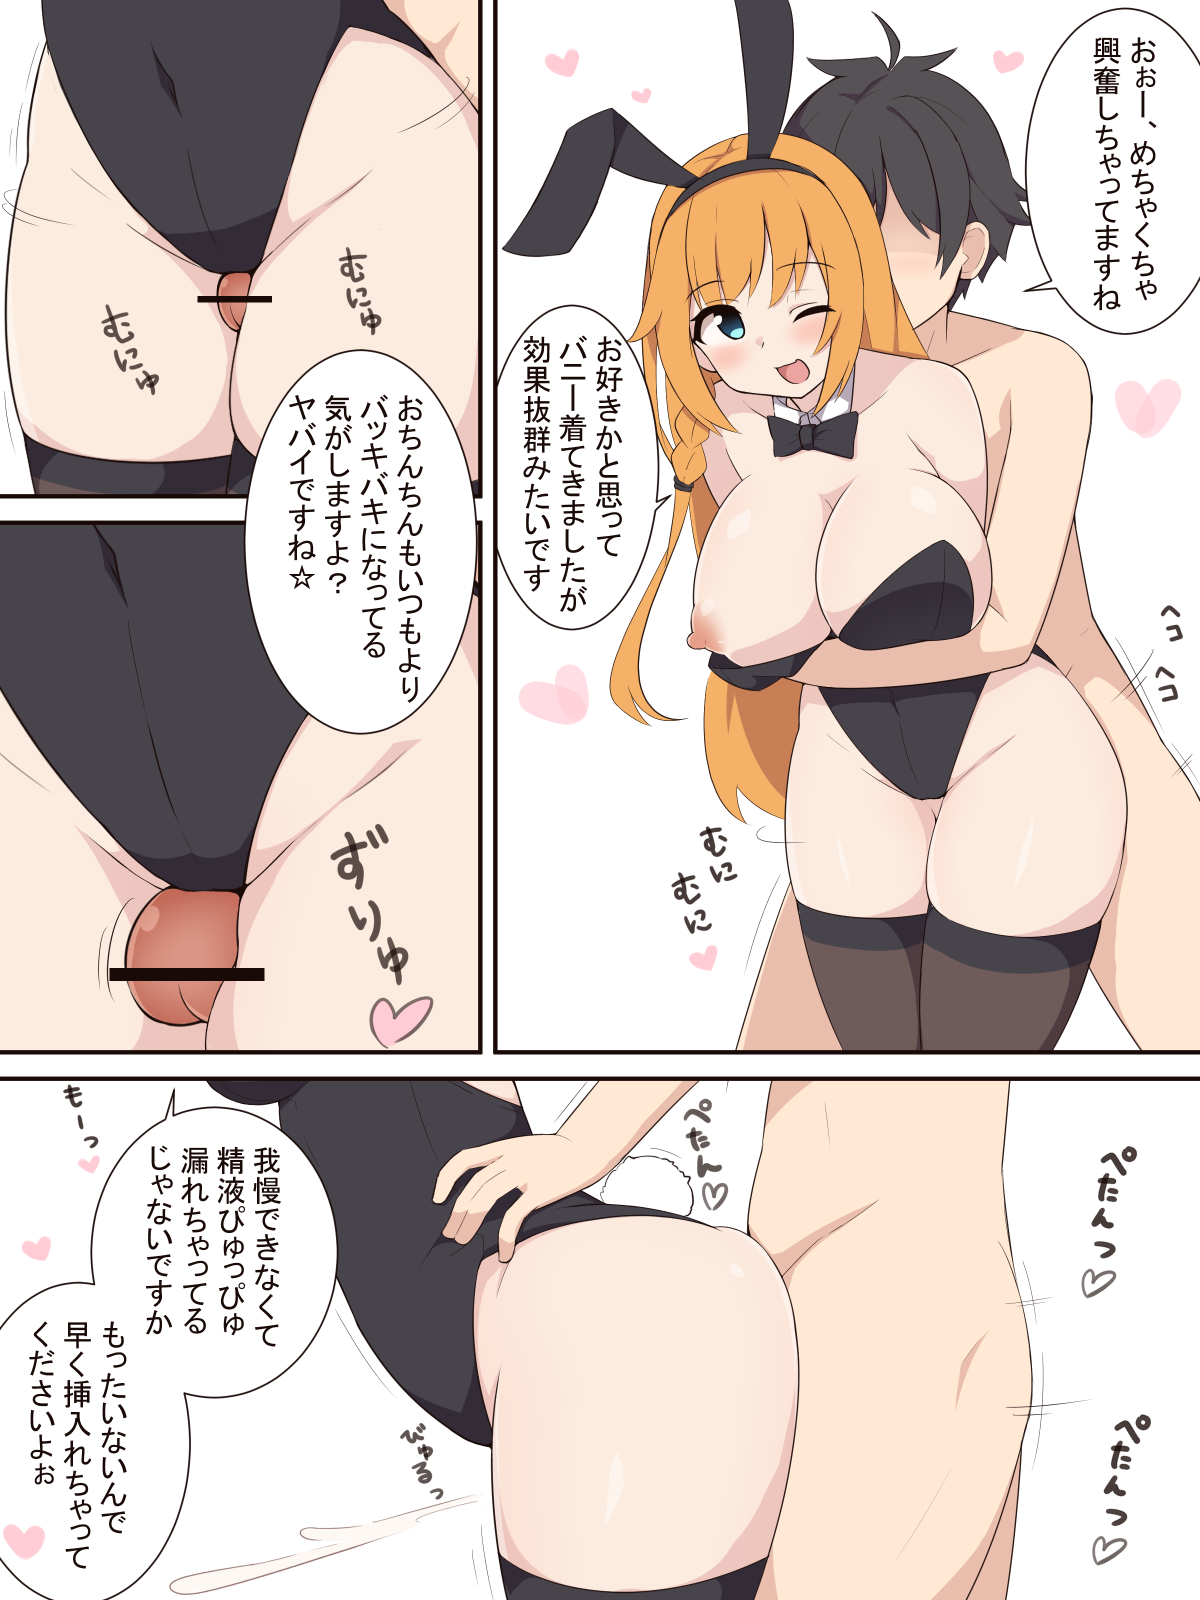 おぉー、めちゃくちゃ
興奮しちゃってますね
お好きかと思って
バニー着てきましたが
効果抜群みたいです
ヘコ
ヘコ
むに
むに
むにゅ
むにゅ
おちんちんもいつもより
バッキバキになってる
気がしますよ？
ヤバイですね☆
ずりゅ
ぺたんっ♡
ぺたんっ♡
ぺたん♡
もーっ
我慢できなくて
精液ぴゅっぴゅ
漏れちゃってる
じゃないですか
もったいないんで
早く挿入れちゃって
くださいよぉ
びゅるっ